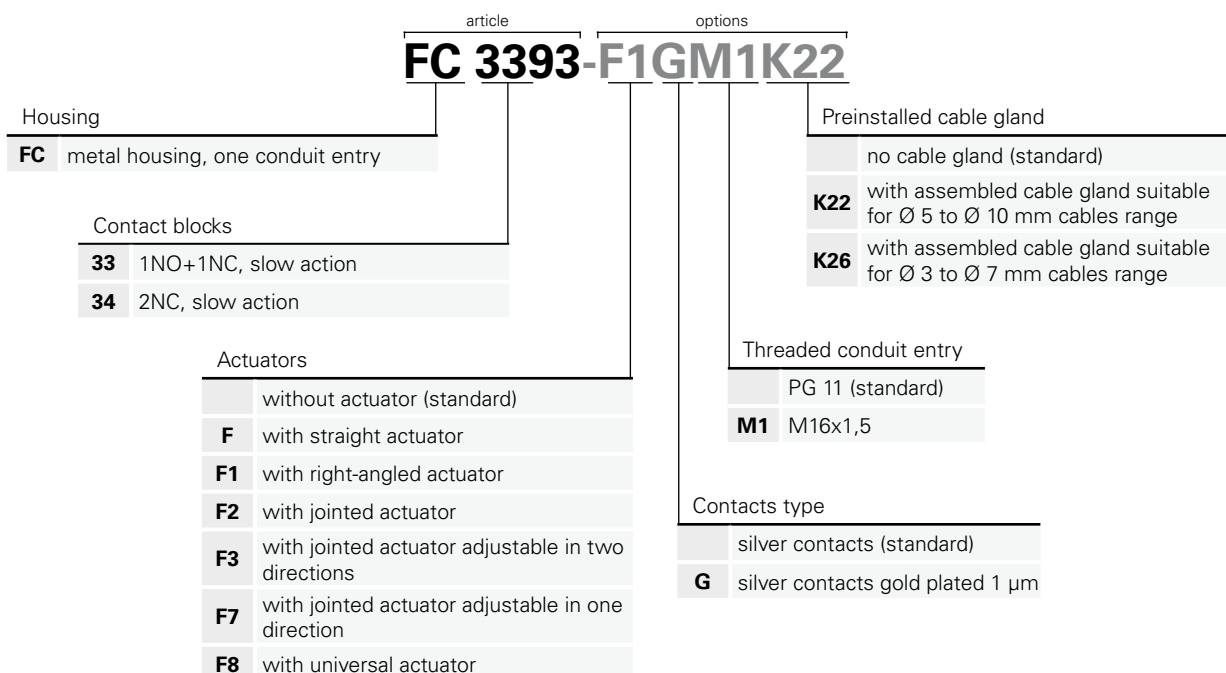 article
options
FC 3393-F1GM1K22
Housing
FC metal housing, one conduit entry
Contact blocks
33 1NO+1NC, slow action
34 2NC, slow action
Actuators
without actuator (standard)
F with straight actuator
F1 with right-angled actuator
F2 with jointed actuator
F3 with jointed actuator adjustable in two
directions
F7 with jointed actuator adjustable in one
direction
F8 with universal actuator
Preinstalled cable gland
no cable gland (standard)
K22 with assembled cable gland suitable
for Ø 5 to Ø 10 mm cables range
K26 with assembled cable gland suitable
for Ø 3 to Ø 7 mm cables range
Threaded conduit entry
PG 11 (standard)
M1 M16x1,5
Contacts type
silver contacts (standard)
G silver contacts gold plated 1 µm